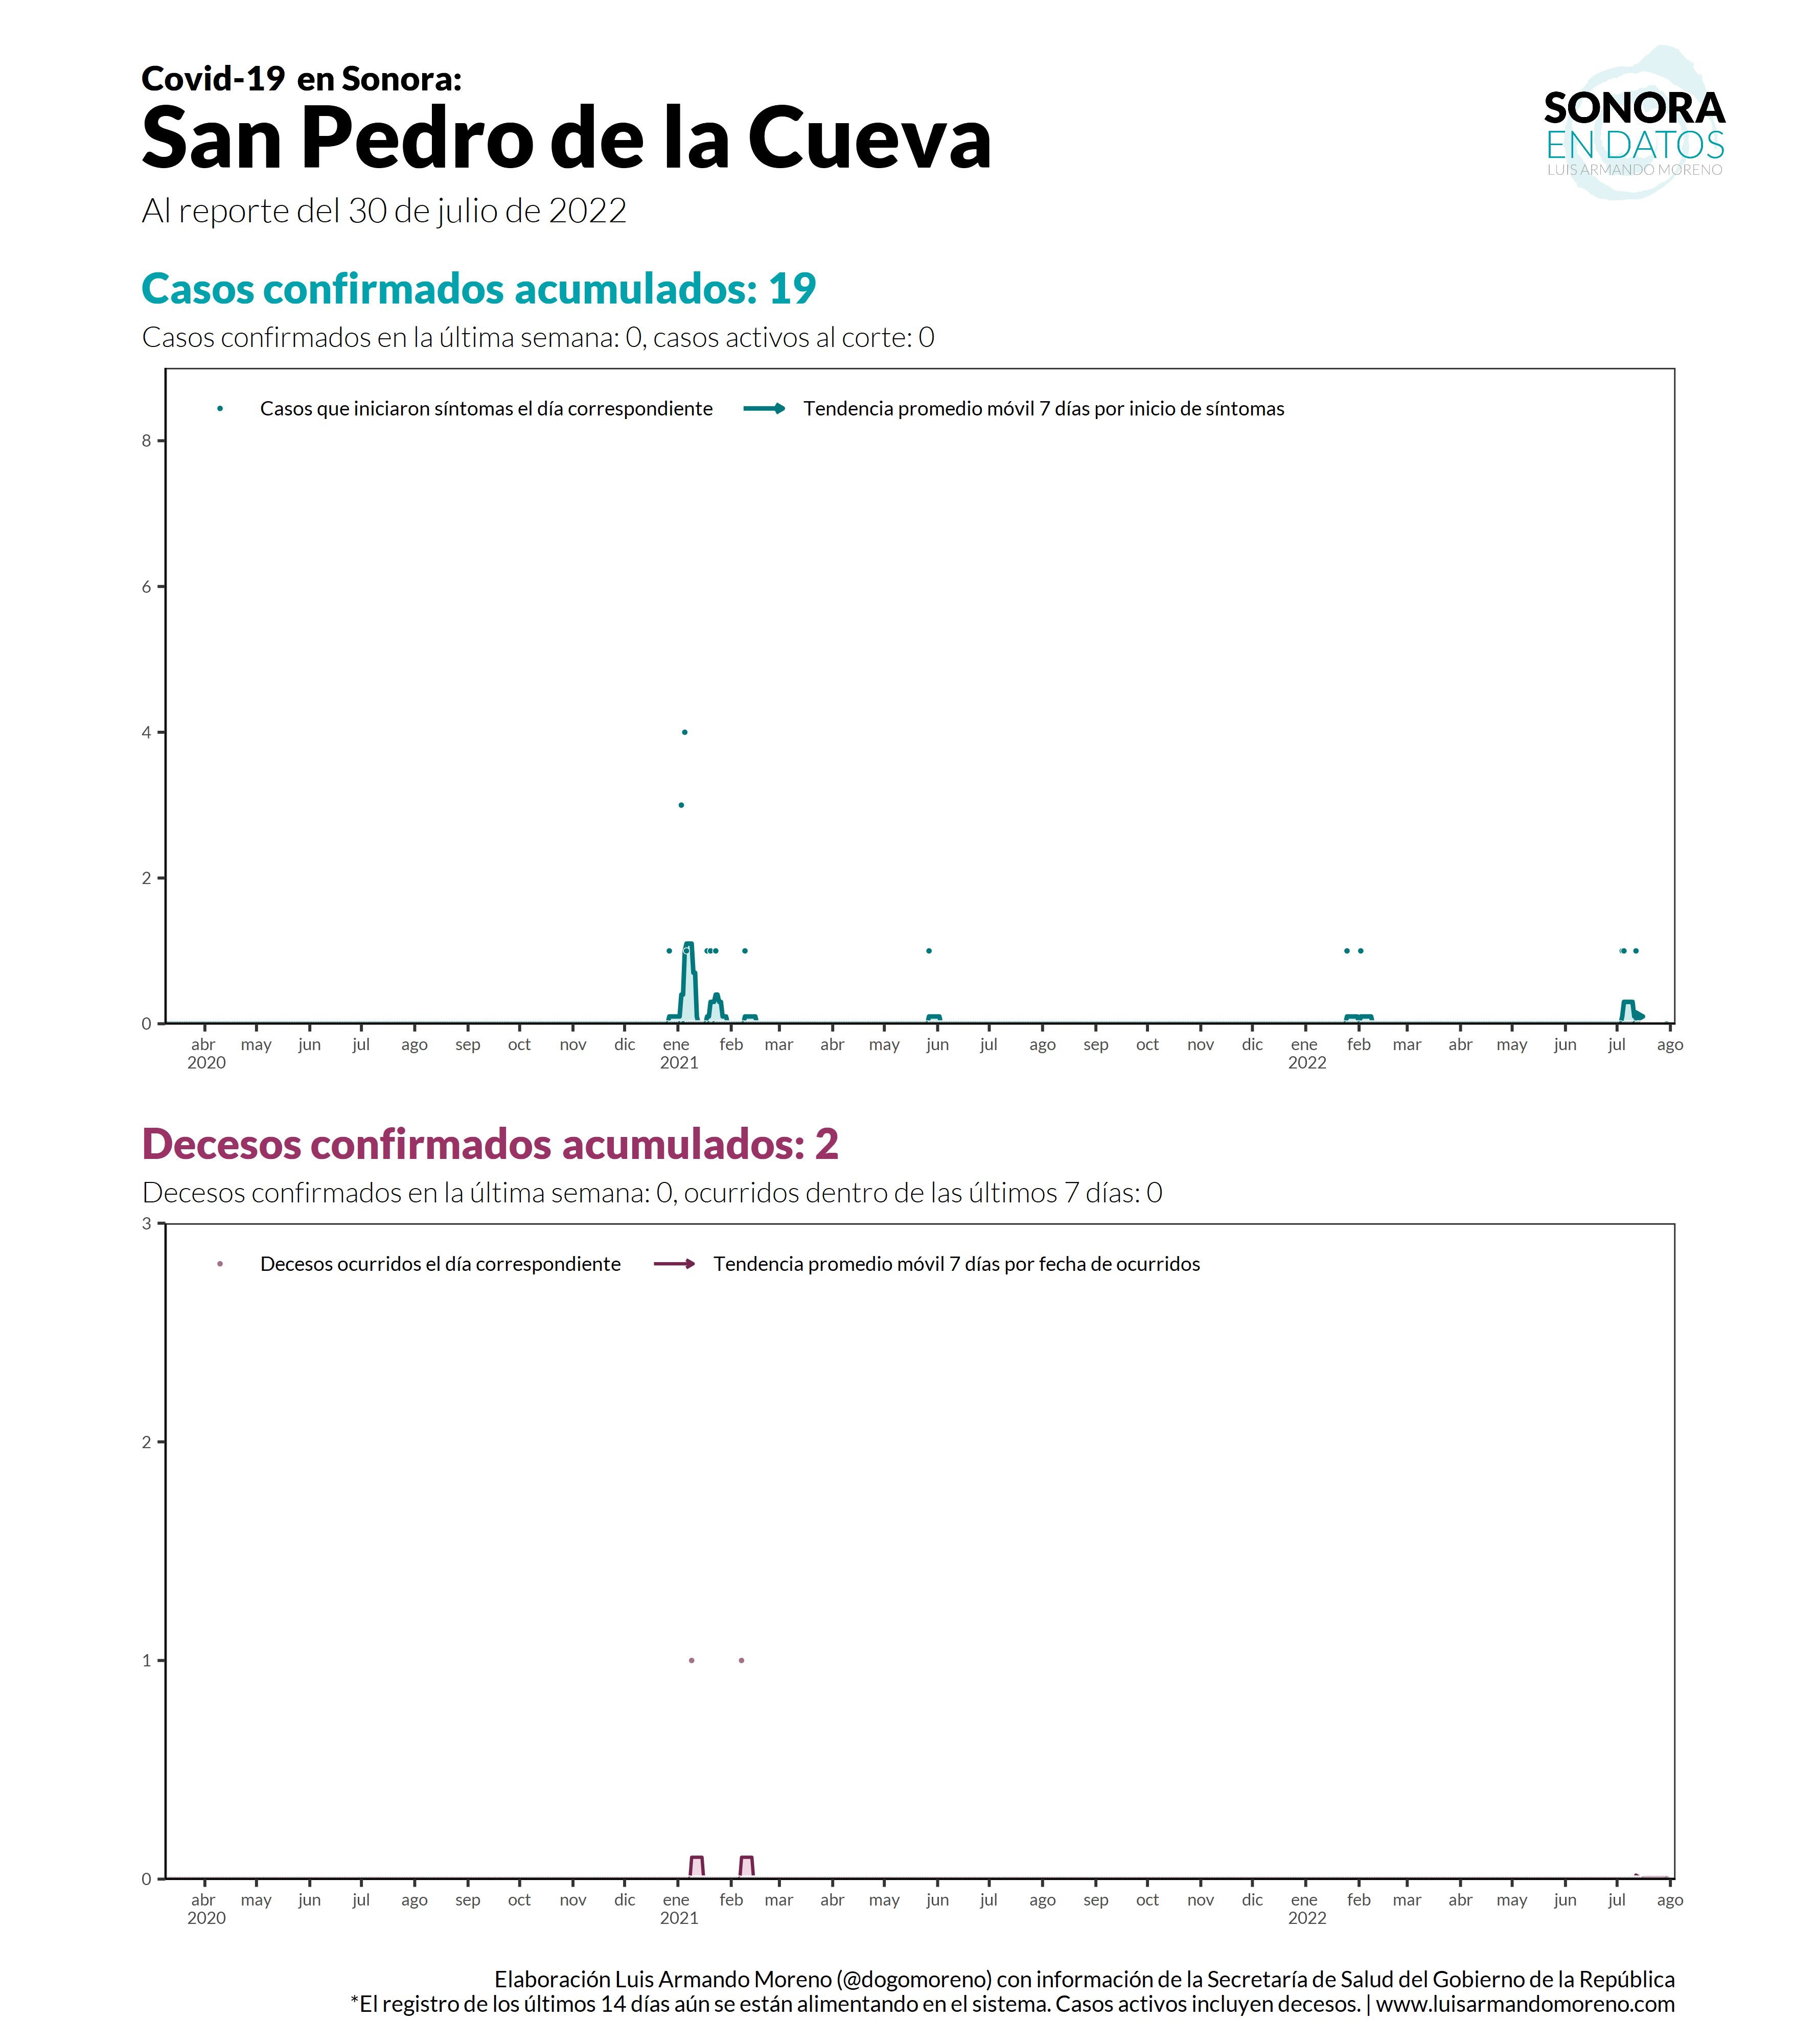 Covid-19 en Sonora:
San Pedro de la Cueva
Al reporte del 30 de julio de 2022
SONORA
EN DATOS
LUIS ARMANDO MORENO
Casos confirmados acumulados: 19
Casos confirmados en la última semana: 0, casos activos al corte: 0
Casos que iniciaron síntomas el día correspondiente Tendencia promedio móvil 7 días por inicio de síntomas
8
6
4
2
0
abr may jun jul ago sep oct nov dic ene feb mar abr may jun jul ago sep oct nov dic ene feb mar abr may jun jul ago
2020 2021 2022
Decesos confirmados acumulados: 2
Decesos confirmados en la última semana: 0, ocurridos dentro de las últimos 7 días: 0
3
Decesos ocurridos el día correspondiente Tendencia promedio móvil 7 días por fecha de ocurridos
2
1
0
abr may jun jul ago sep oct nov dic ene feb mar abr may jun jul ago sep oct nov dic ene feb mar abr may jun jul ago
2020 2021 2022
Elaboración Luis Armando Moreno (@dogomoreno) con información de la Secretaría de Salud del Gobierno de la República
*El registro de los últimos 14 días aún se están alimentando en el sistema. Casos activos incluyen decesos. | www.luisarmandomoreno.com